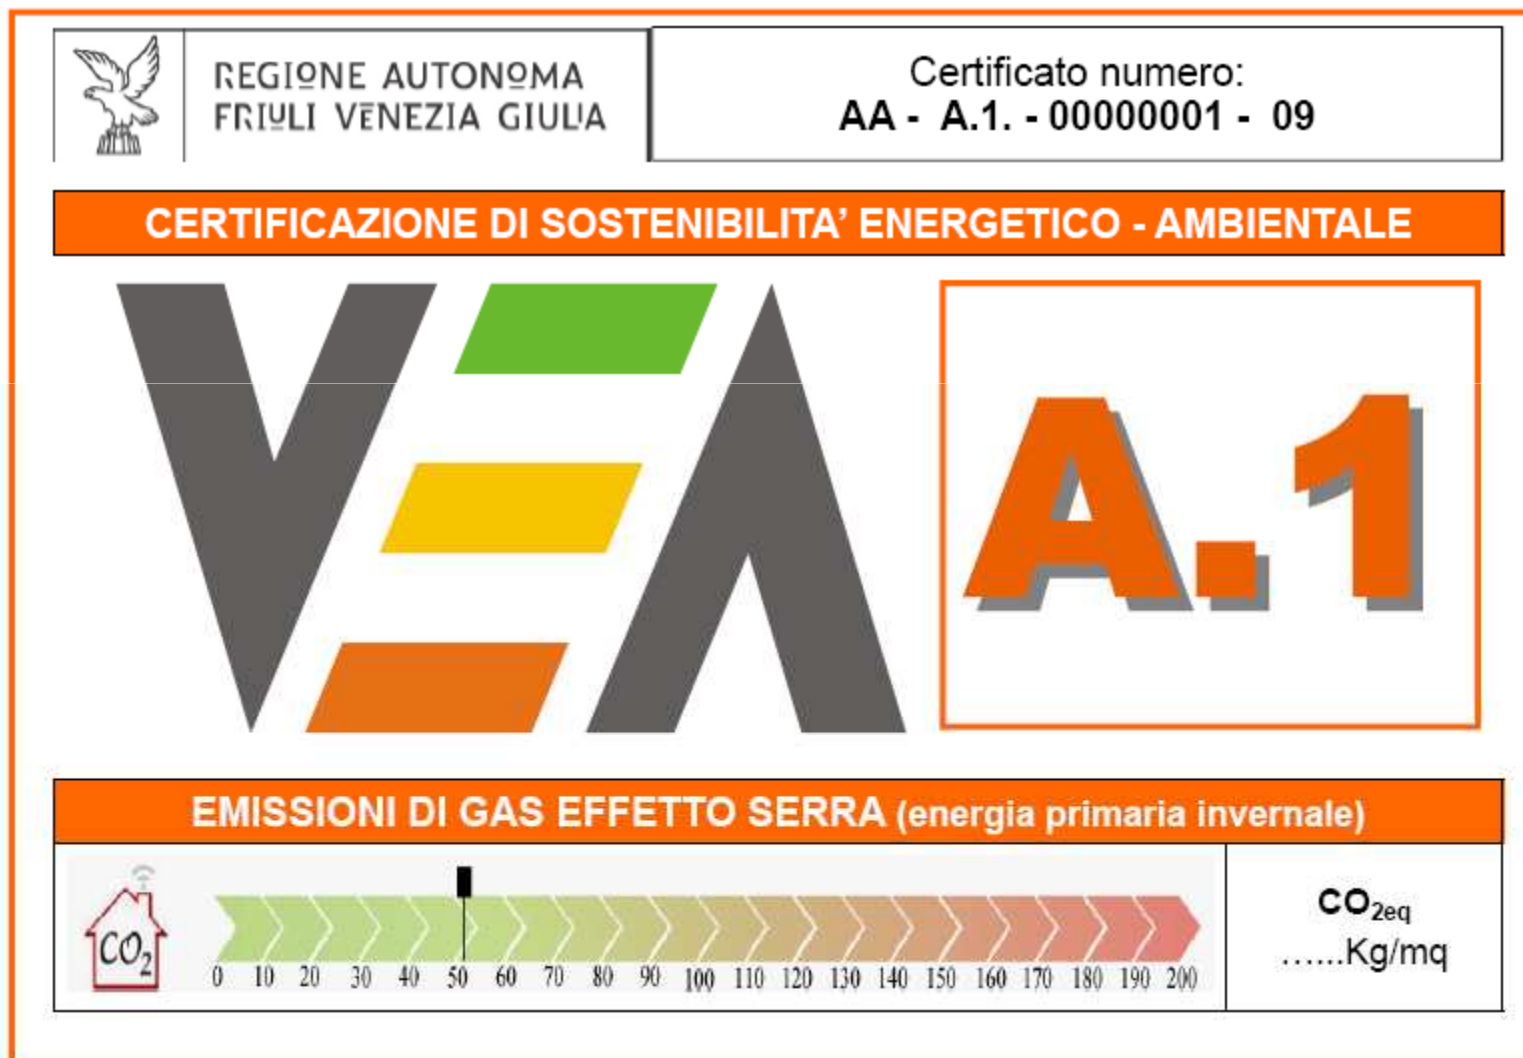 REGIONE AUTONOMA
FRIULI VENEZIA GIULIA
Certificato numero:
AA - A.1. - 00000001 - 09
CERTIFICAZIONE DI SOSTENIBILITA’ ENERGETICO - AMBIENTALE
VEA
A.1
EMISSIONI DI GAS EFFETTO SERRA (energia primaria invernale)
CO2
0 10 20 30 40 50 60 70 80 90 100 110 120 130 140 150 160 170 180 190 200
CO2eq
…...Kg/mq